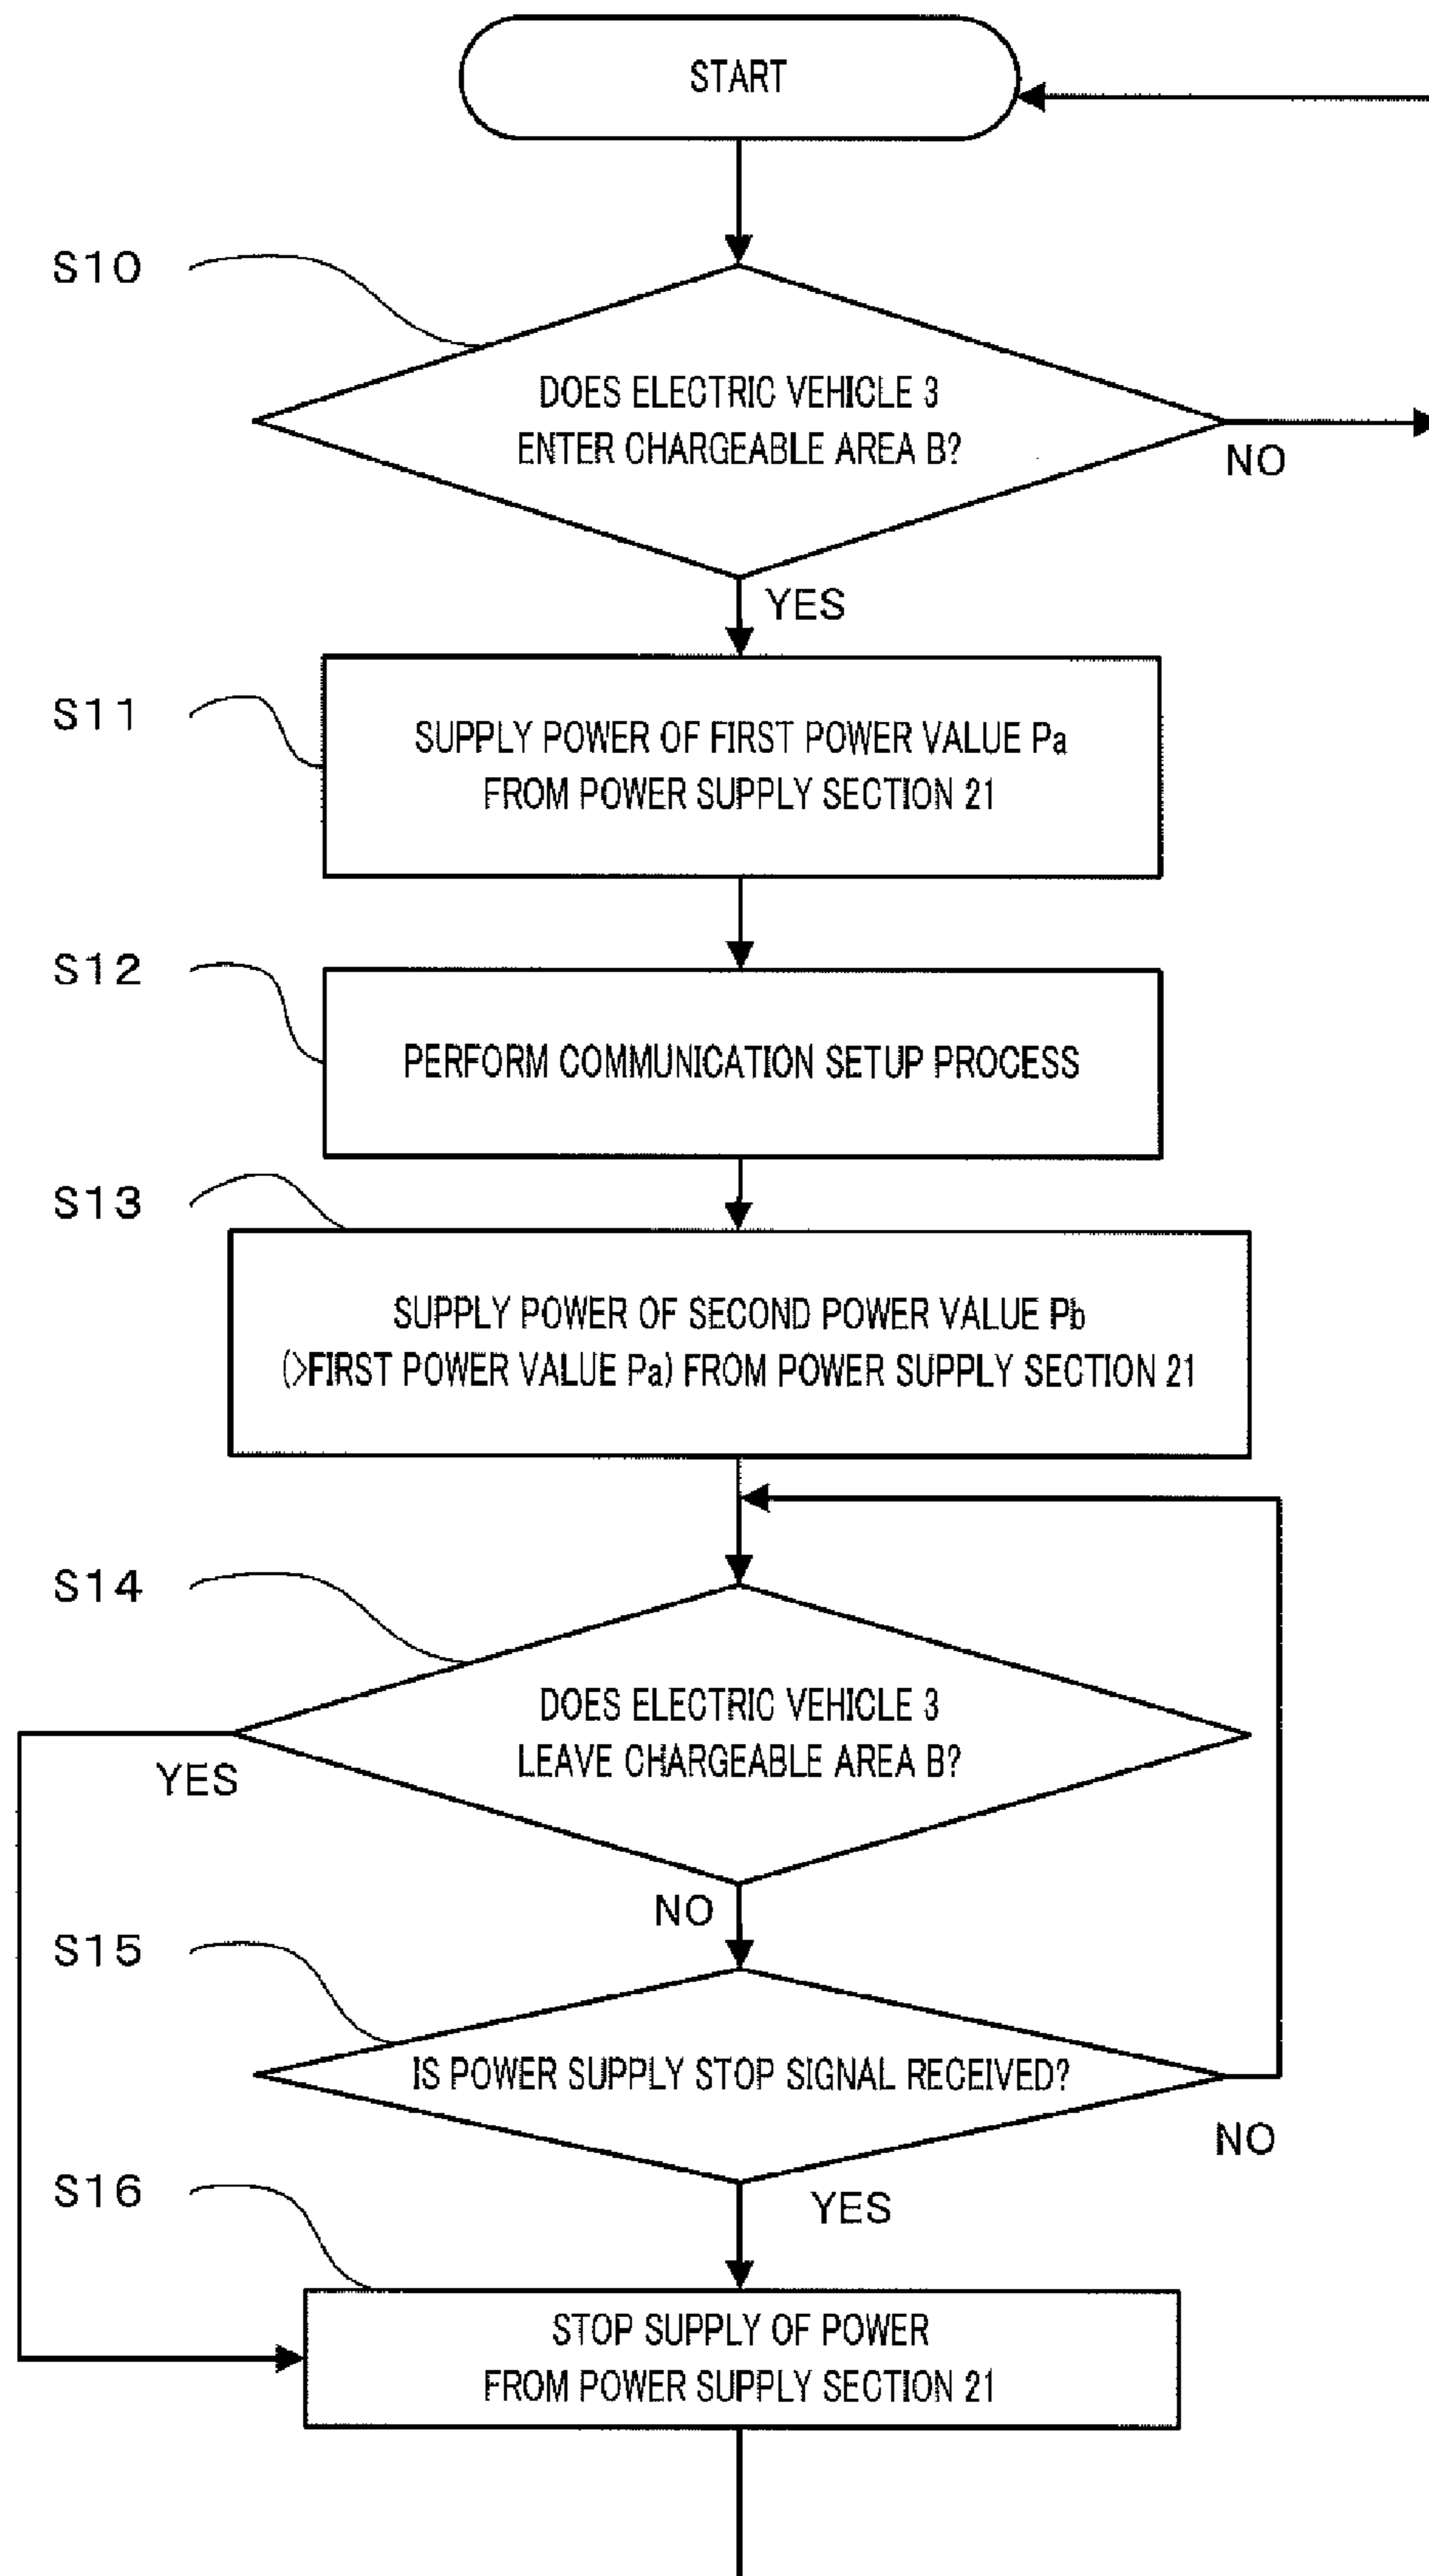 START
S10
DOES ELECTRIC VEHICLE 3
ENTER CHARGEABLE AREA B?
NO
YES
S11
SUPPLY POWER OF FIRST POWER VALUE Pa
FROM POWER SUPPLY SECTION 21
S12
PERFORM COMMUNICATION SETUP PROCESS
S13
SUPPLY POWER OF SECOND POWER VALUE Pb
(>FIRST POWER VALUE Pa) FROM POWER SUPPLY SECTION 21
S14
DOES ELECTRIC VEHICLE 3
LEAVE CHARGEABLE AREA B?
YES
NO
S15
IS POWER SUPPLY STOP SIGNAL RECEIVED?
NO
YES
S16
STOP SUPPLY OF POWER
FROM POWER SUPPLY SECTION 21